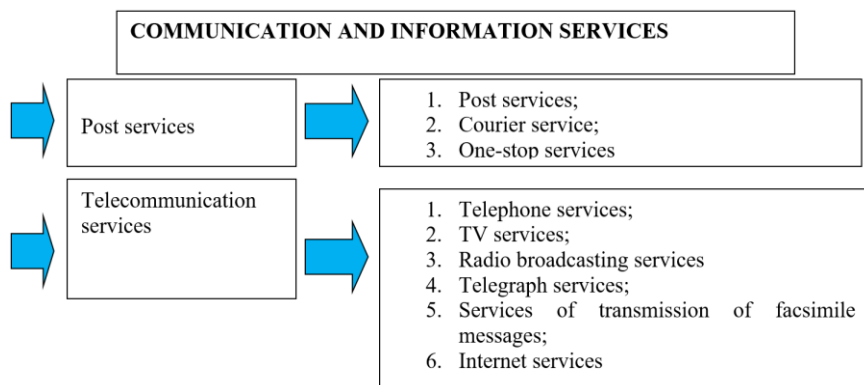 COMMUNICATION AND INFORMATION SERVICES
Post services
1. Post services;
2. Courier service;
3. One-stop services
Telecommunication
services
1. Telephone services;
2. TV services;
3. Radio broadcasting services
4. Telegraph services;
5. Services of transmission of facsimile
messages;
6. Internet services